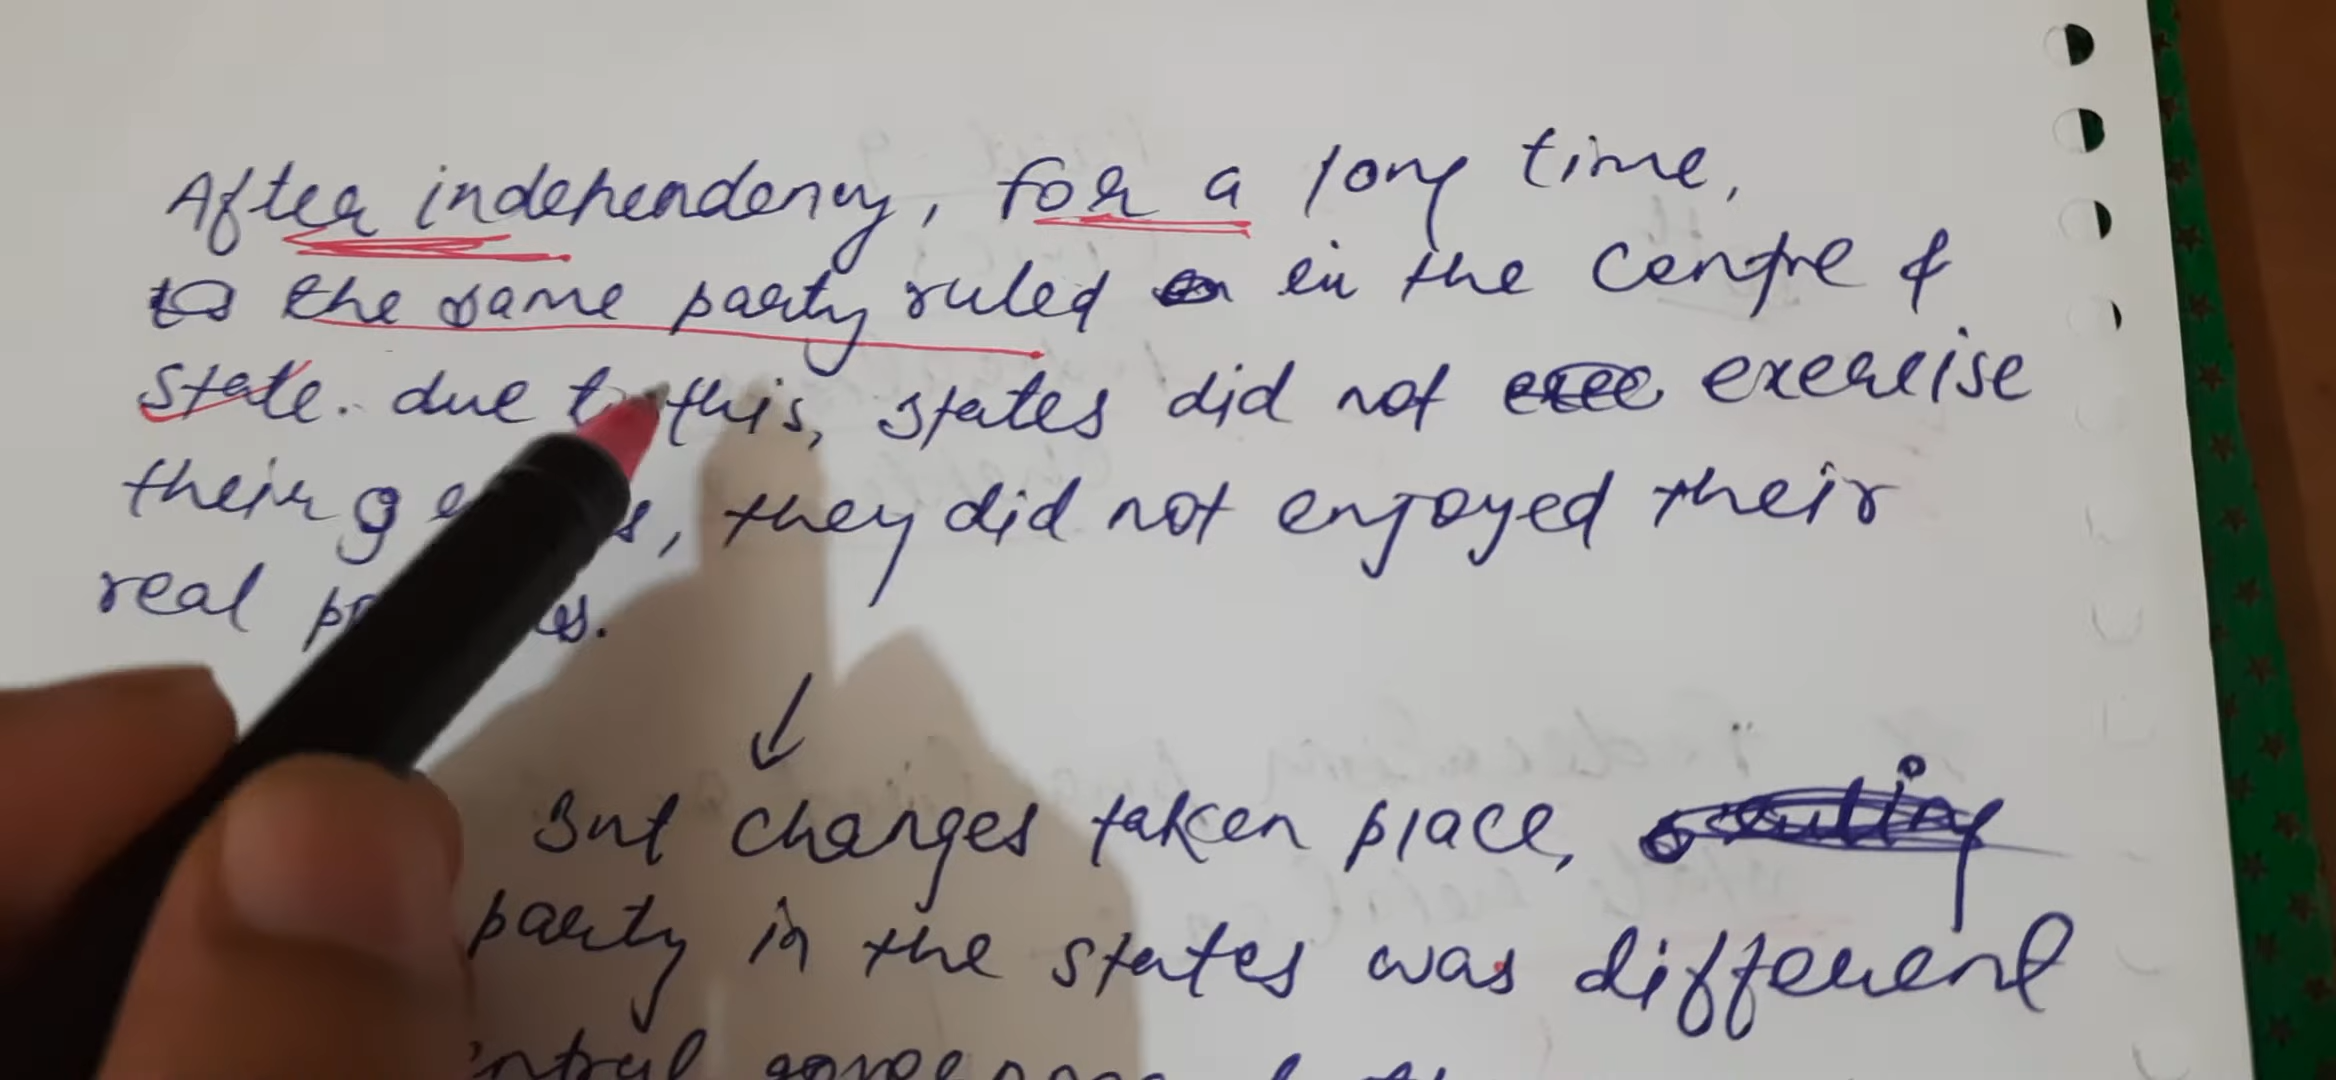 After independency, for a long time,
the same party ruled in the Centre &
State. due to this, states did not exercise
their, they did not enjoyed their
real
But changes taken place,
party in the states was different